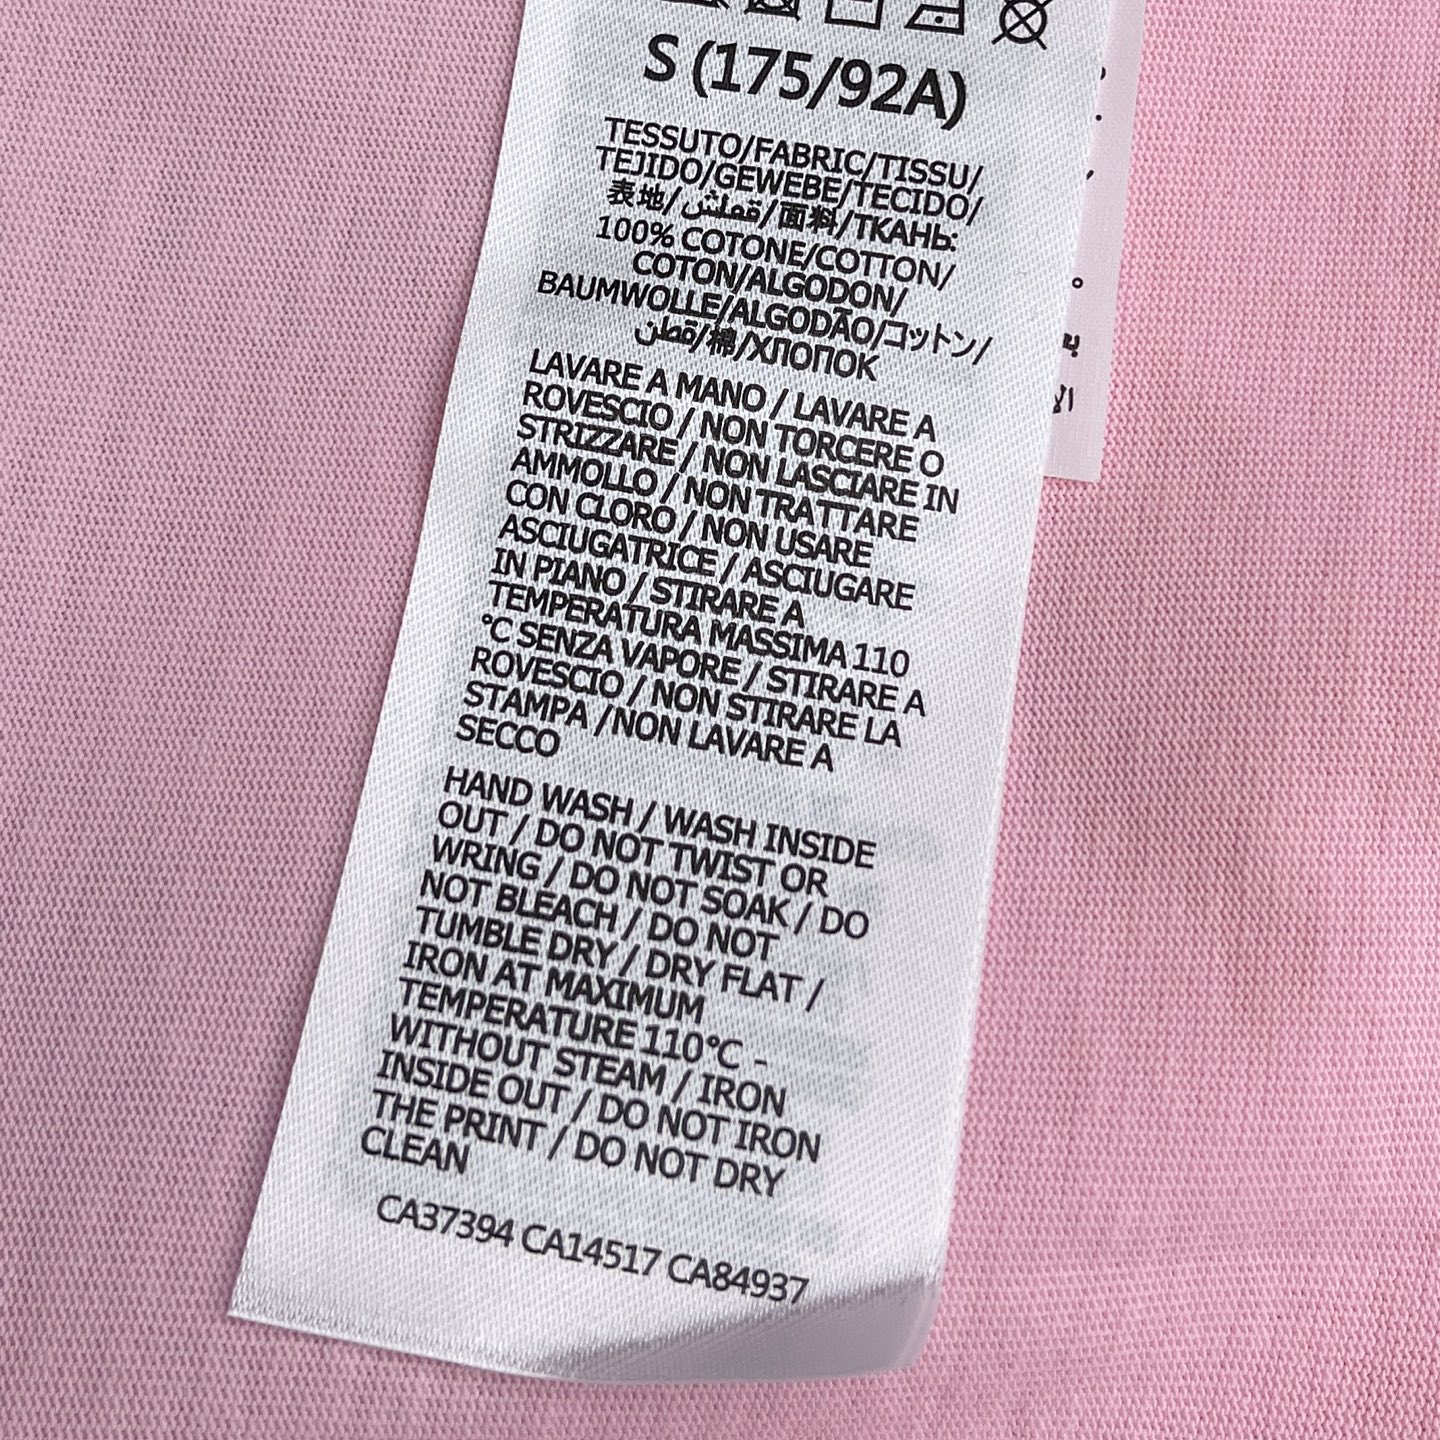 S (175/92A)
TESSUTO/FABRIC/TISSU/
TEJIDO/GEWEBE/TECIDO/
表地/قماش/面料/ТКАНЬ:
100% COTONE/COTTON/
COTON/ALGODON/
BAUMWOLLE/ALGODÃO/コットン/
قطن/棉/ХЛОПОК
LAVARE A MANO / LAVARE A
ROVESCIO / NON TORCERE O
STRIZZARE / NON LASCIARE IN
AMMOLLO / NON TRATTARE
CON CLORO / NON USARE
ASCIUGATRICE / ASCIUGARE
IN PIANO / STIRARE A
TEMPERATURA MASSIMA 110
°C SENZA VAPORE / STIRARE A
ROVESCIO / NON STIRARE LA
STAMPA /NON LAVARE A
SECCO
HAND WASH / WASH INSIDE
OUT / DO NOT TWIST OR
WRING / DO NOT SOAK / DO
NOT BLEACH / DO NOT
TUMBLE DRY / DRY FLAT /
IRON AT MAXIMUM
TEMPERATURE 110°C -
WITHOUT STEAM / IRON
INSIDE OUT / DO NOT IRON
THE PRINT / DO NOT DRY
CLEAN
CA37394 CA14517 CA84937